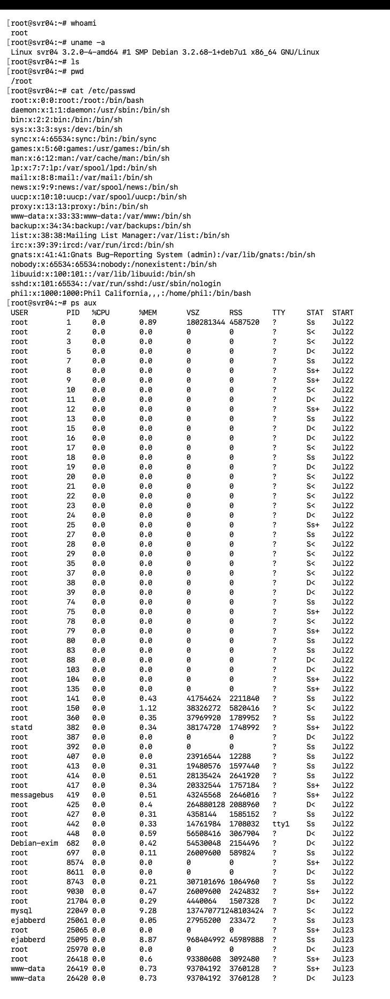 [root@svr04:~# whoami
root
[root@svr04:~# uname -a
Linux svr04 3.2.0-4-amd64 #1 SMP Debian 3.2.68-1+deb7u1 x86_64 GNU/Linux
[root@svr04:~# ls
[root@svr04:~# pwd
/root
[root@svr04:~# cat /etc/passwd
root:x:0:0:root:/root:/bin/bash
daemon:x:1:1:daemon:/usr/sbin:/bin/sh
bin:x:2:2:bin:/bin:/bin/sh
sys:x:3:3:sys:/dev:/bin/sh
sync:x:4:65534:sync:/bin:/bin/sync
games:x:5:60:games:/usr/games:/bin/sh
man:x:6:12:man:/var/cache/man:/bin/sh
lp:x:7:7:lp:/var/spool/lpd:/bin/sh
mail:x:8:8:mail:/var/mail:/bin/sh
news:x:9:9:news:/var/spool/news:/bin/sh
uucp:x:10:10:uucp:/var/spool/uucp:/bin/sh
proxy:x:13:13:proxy:/bin:/bin/sh
www-data:x:33:33:www-data:/var/www:/bin/sh
backup:x:34:34:backup:/var/backups:/bin/sh
list:x:38:38:Mailing List Manager:/var/list:/bin/sh
irc:x:39:39:ircd:/var/run/ircd:/bin/sh
gnats:x:41:41:Gnats Bug-Reporting System (admin):/var/lib/gnats:/bin/sh
nobody:x:65534:65534:nobody:/nonexistent:/bin/sh
libuuid:x:100:101::/var/lib/libuuid:/bin/sh
sshd:x:101:65534::/var/run/sshd:/usr/sbin/nologin
phil:x:1000:1000:Phil California,,,:/home/phil:/bin/bash
[root@svr04:~# ps aux
USER PID %CPU %MEM VSZ RSS TTY STAT START
root 1 0.0 0.89 180281344 4587520 ? Ss Jul22
root 2 0.0 0.0 0 0 ? S< Jul22
root 3 0.0 0.0 0 0 ? S< Jul22
root 5 0.0 0.0 0 0 ? D< Jul22
root 7 0.0 0.0 0 0 ? Ss Jul22
root 8 0.0 0.0 0 0 ? Ss+ Jul22
root 9 0.0 0.0 0 0 ? Ss+ Jul22
root 10 0.0 0.0 0 0 ? S< Jul22
root 11 0.0 0.0 0 0 ? D< Jul22
root 12 0.0 0.0 0 0 ? Ss+ Jul22
root 13 0.0 0.0 0 0 ? Ss Jul22
root 15 0.0 0.0 0 0 ? D< Jul22
root 16 0.0 0.0 0 0 ? D< Jul22
root 17 0.0 0.0 0 0 ? S< Jul22
root 18 0.0 0.0 0 0 ? Ss Jul22
root 19 0.0 0.0 0 0 ? D< Jul22
root 20 0.0 0.0 0 0 ? S< Jul22
root 21 0.0 0.0 0 0 ? S< Jul22
root 22 0.0 0.0 0 0 ? S< Jul22
root 23 0.0 0.0 0 0 ? S< Jul22
root 24 0.0 0.0 0 0 ? D< Jul22
root 25 0.0 0.0 0 0 ? Ss+ Jul22
root 27 0.0 0.0 0 0 ? Ss Jul22
root 28 0.0 0.0 0 0 ? S< Jul22
root 29 0.0 0.0 0 0 ? S< Jul22
root 35 0.0 0.0 0 0 ? S< Jul22
root 37 0.0 0.0 0 0 ? S< Jul22
root 38 0.0 0.0 0 0 ? D< Jul22
root 39 0.0 0.0 0 0 ? D< Jul22
root 74 0.0 0.0 0 0 ? Ss Jul22
root 75 0.0 0.0 0 0 ? Ss+ Jul22
root 78 0.0 0.0 0 0 ? S< Jul22
root 79 0.0 0.0 0 0 ? Ss+ Jul22
root 80 0.0 0.0 0 0 ? Ss Jul22
root 83 0.0 0.0 0 0 ? Ss Jul22
root 88 0.0 0.0 0 0 ? D< Jul22
root 103 0.0 0.0 0 0 ? D< Jul22
root 104 0.0 0.0 0 0 ? Ss+ Jul22
root 135 0.0 0.0 0 0 ? Ss+ Jul22
root 141 0.0 0.43 41754624 2211840 ? Ss Jul22
root 150 0.0 1.12 38326272 5820416 ? S< Jul22
root 360 0.0 0.35 37969920 1789952 ? Ss Jul22
statd 382 0.0 0.34 38174720 1748992 ? Ss+ Jul22
root 387 0.0 0.0 0 0 ? D< Jul22
root 392 0.0 0.0 0 0 ? Ss Jul22
root 407 0.0 0.0 23916544 12288 ? Ss Jul22
root 413 0.0 0.31 19480576 1597440 ? Ss Jul22
root 414 0.0 0.51 28135424 2641920 ? Ss Jul22
root 417 0.0 0.34 20332544 1757184 ? Ss+ Jul22
messagebus 419 0.0 0.51 43245568 2646016 ? Ss+ Jul22
root 425 0.0 0.4 264880128 2088960 ? D< Jul22
root 427 0.0 0.31 4358144 1585152 ? Ss Jul22
root 442 0.0 0.33 14761984 1708032 tty1 Ss Jul22
root 448 0.0 0.59 56508416 3067904 ? D< Jul22
Debian-exim 682 0.0 0.42 54530048 2154496 ? D< Jul22
root 697 0.0 0.11 26009600 589824 ? Ss Jul22
root 8574 0.0 0.0 0 0 ? Ss+ Jul22
root 8611 0.0 0.0 0 0 ? D< Jul22
root 8743 0.0 0.21 307101696 1064960 ? Ss Jul22
root 9030 0.0 0.47 26009600 2424832 ? Ss+ Jul22
root 21704 0.0 0.29 4440064 1507328 ? D< Jul22
mysql 22049 0.0 9.28 137470771248103424 ? S< Jul22
ejabberd 25061 0.0 0.05 27955200 233472 ? Ss Jul23
root 25065 0.0 0.0 0 0 ? Ss+ Jul23
ejabberd 25095 0.0 8.87 968404992 45989888 ? Ss Jul23
root 25970 0.0 0.0 0 0 ? D< Jul23
root 26418 0.0 0.6 93380608 3092480 ? Ss+ Jul23
www-data 26419 0.0 0.73 93704192 3760128 ? Ss+ Jul23
www-data 26420 0.0 0.73 93704192 3760128 ? D< Jul23